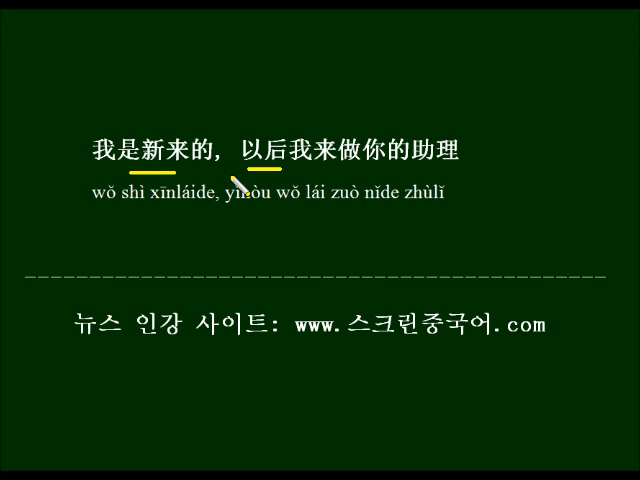 我是新来的, 以后我来做你的助理
wǒ shì xīnláide, wǒ lái zuò nǐde zhùlǐ
뉴스 인강 사이트: www.스크린중국어.com